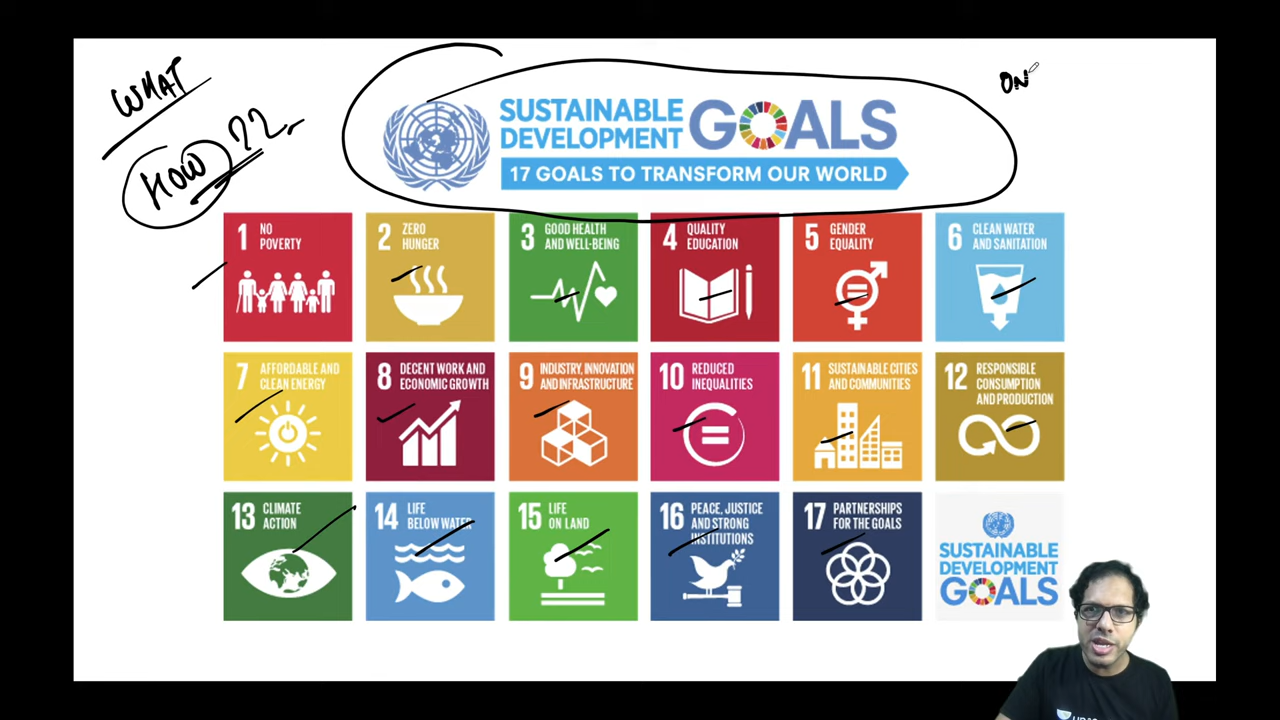 WHAT
HOW ??
ON
SUSTAINABLE
DEVELOPMENT GOALS
17 GOALS TO TRANSFORM OUR WORLD
1 NO
POVERTY
2 ZERO
HUNGER
3 GOOD HEALTH
AND WELL-BEING
4 QUALITY
EDUCATION
5 GENDER
EQUALITY
6 CLEAN WATER
AND SANITATION
7 AFFORDABLE AND
CLEAN ENERGY
8 DECENT WORK AND
ECONOMIC GROWTH
9 INDUSTRY, INNOVATION
AND INFRASTRUCTURE
10 REDUCED
INEQUALITIES
11 SUSTAINABLE CITIES
AND COMMUNITIES
12 RESPONSIBLE
CONSUMPTION
AND PRODUCTION
13 CLIMATE
ACTION
14 LIFE
BELOW WATER
15 LIFE
ON LAND
16 PEACE, JUSTICE
AND STRONG
INSTITUTIONS
17 PARTNERSHIPS
FOR THE GOALS
SUSTAINABLE
DEVELOPMENT
GOALS